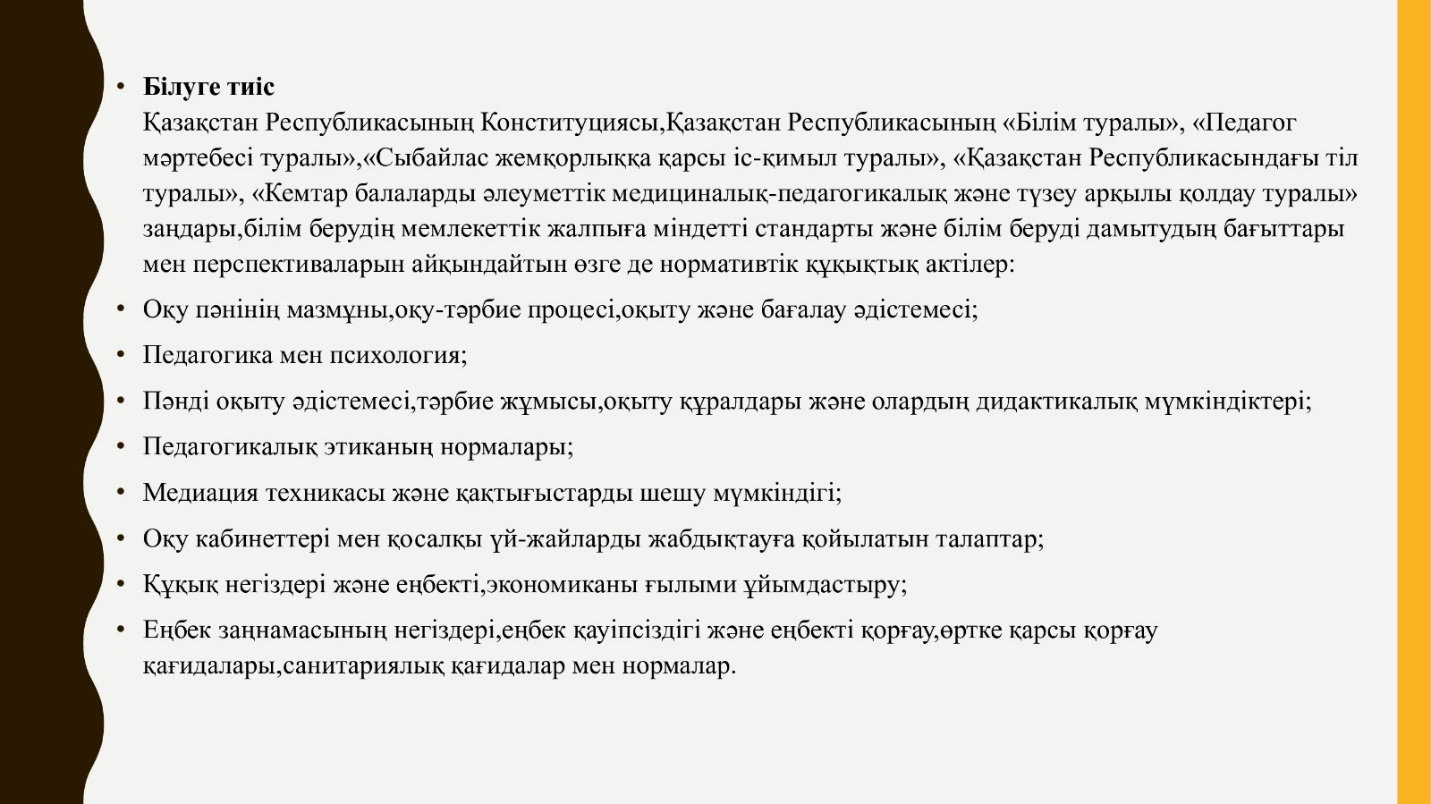 • Білуге тиіс
Қазақстан Республикасының Конституциясы,Қазақстан Республикасының «Білім туралы», «Педагог
мәртебесі туралы»,«Сыбайлас жемқорлыққа қарсы іс-қимыл туралы», «Қазақстан Республикасындағы тіл
туралы», «Кемтар балаларды әлеуметтік медициналық-педагогикалық және түзеу арқылы қолдау туралы»
заңдары,білім берудің мемлекеттік жалпыға міндетті стандарты және білім беруді дамытудың бағыттары
мен перспективаларын айқындайтын өзге де нормативтік құқықтық актілер:
• Оқу пәнінің мазмұны,оқу-тәрбие процесі,оқыту және бағалау әдістемесі;
• Педагогика мен психология;
• Пәнді оқыту әдістемесі,тәрбие жұмысы,оқыту құралдары және олардың дидактикалық мүмкіндіктері;
• Педагогикалық этиканың нормалары;
• Медиация техникасы және қақтығыстарды шешу мүмкіндігі;
• Оқу кабинеттері мен қосалқы үй-жайларды жабдықтауға қойылатын талаптар;
• Құқық негіздері және еңбекті,экономиканы ғылыми ұйымдастыру;
• Еңбек заңнамасының негіздері,еңбек қауіпсіздігі және еңбекті қорғау,өртке қарсы қорғау
қағидалары,санитариялық қағидалар мен нормалар.